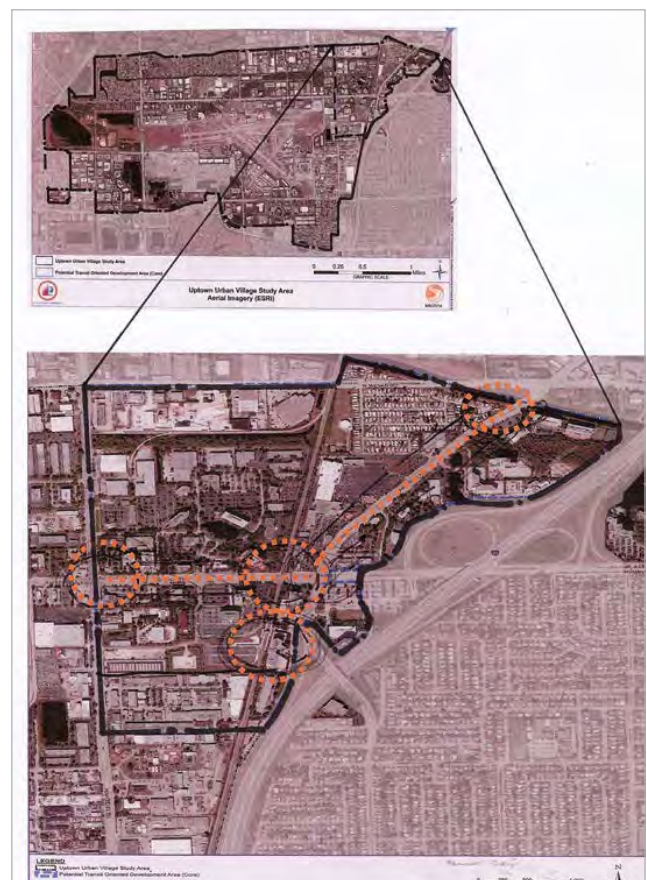 Uptown Urban Village Study Area
Potential Transit Oriented Development Area (Core)
0 0.25 0.5 1
Miles
GRAPHIC SCALE
Uptown Urban Village Study Area
Aerial Imagery (ESRI)
LEGEND
Uptown Urban Village Study Area
Potential Transit Oriented Development Area (Core)
N